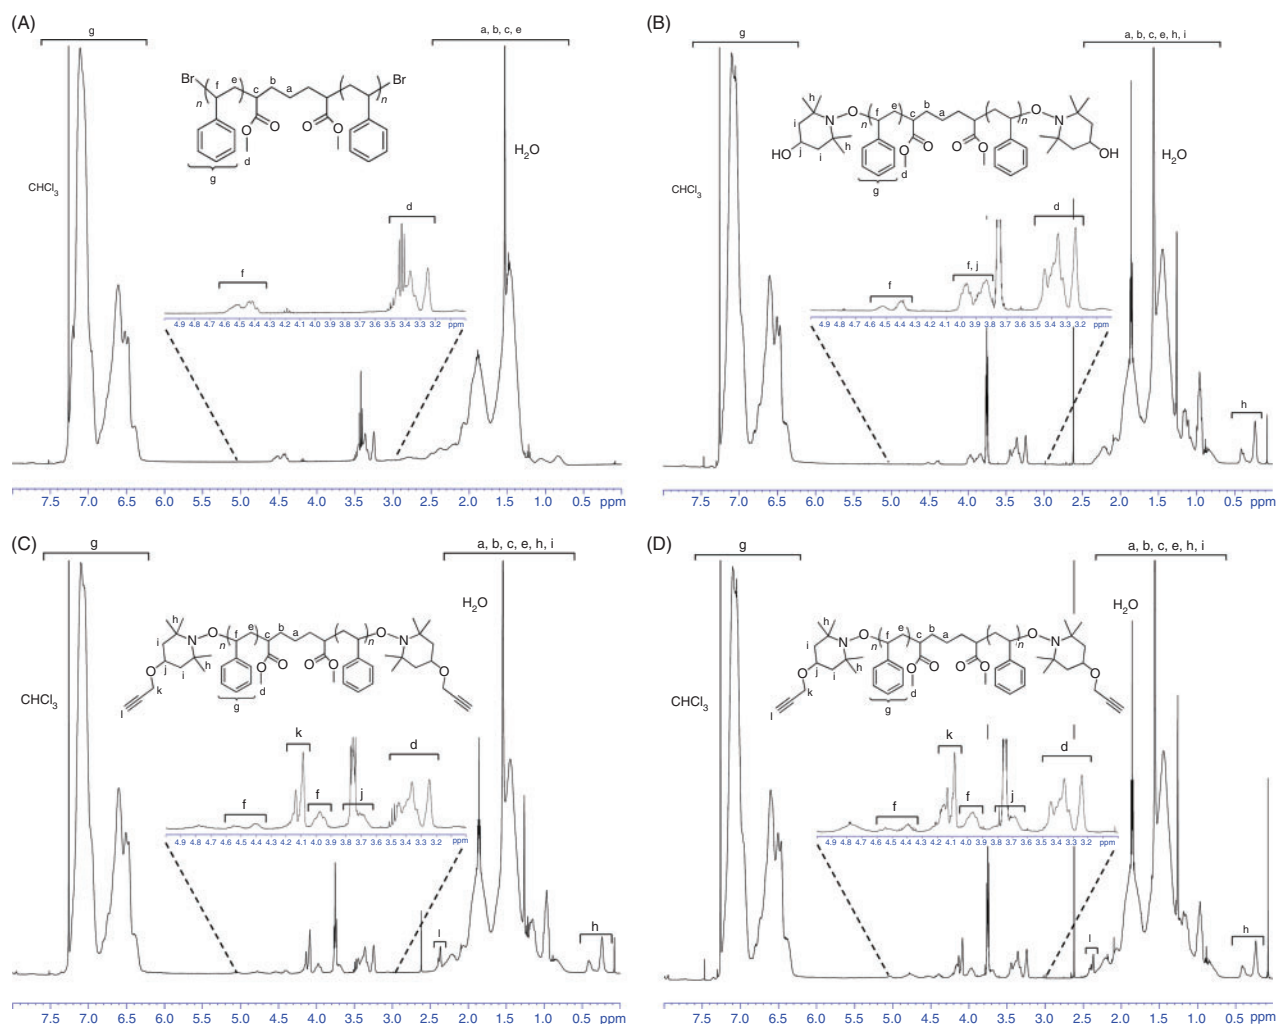 (A)
g
a, b, c, e
Br
f
e
n
c
b
a
n
Br
O
O
O
O
d
g
CHCl3
H2O
f
d
4.9 4.8 4.7 4.6 4.5 4.4 4.3 4.2 4.1 4.0 3.9 3.8 3.7 3.6 3.5 3.4 3.3 3.2 ppm
7.5 7.0 6.5 6.0 5.5 5.0 4.5 4.0 3.5 3.0 2.5 2.0 1.5 1.0 0.5 ppm
(B)
g
a, b, c, e, h, i
h
i
N
O
n
f
e
c
b
a
n
O
N
HO
j
i
h
O
O
O
O
OH
d
g
CHCl3
H2O
f
f, j
d
h
4.9 4.8 4.7 4.6 4.5 4.4 4.3 4.2 4.1 4.0 3.9 3.8 3.7 3.6 3.5 3.4 3.3 3.2 ppm
7.5 7.0 6.5 6.0 5.5 5.0 4.5 4.0 3.5 3.0 2.5 2.0 1.5 1.0 0.5 ppm
(C)
g
a, b, c, e, h, i
h
i
N
O
f
e
n
c
b
a
n
O
N
j
i
h
O
k
l
O
O
O
O
O
d
g
CHCl3
H2O
f
k
f
j
d
l
h
4.9 4.8 4.7 4.6 4.5 4.4 4.3 4.2 4.1 4.0 3.9 3.8 3.7 3.6 3.5 3.4 3.3 3.2 ppm
7.5 7.0 6.5 6.0 5.5 5.0 4.5 4.0 3.5 3.0 2.5 2.0 1.5 1.0 0.5 ppm
(D)
g
a, b, c, e, h, i
h
i
N
O
f
e
n
c
b
a
n
O
N
j
i
h
O
k
l
O
O
O
O
O
d
g
CHCl3
H2O
f
k
f
j
d
l
h
4.9 4.8 4.7 4.6 4.5 4.4 4.3 4.2 4.1 4.0 3.9 3.8 3.7 3.6 3.5 3.4 3.3 3.2 ppm
7.5 7.0 6.5 6.0 5.5 5.0 4.5 4.0 3.5 3.0 2.5 2.0 1.5 1.0 0.5 ppm